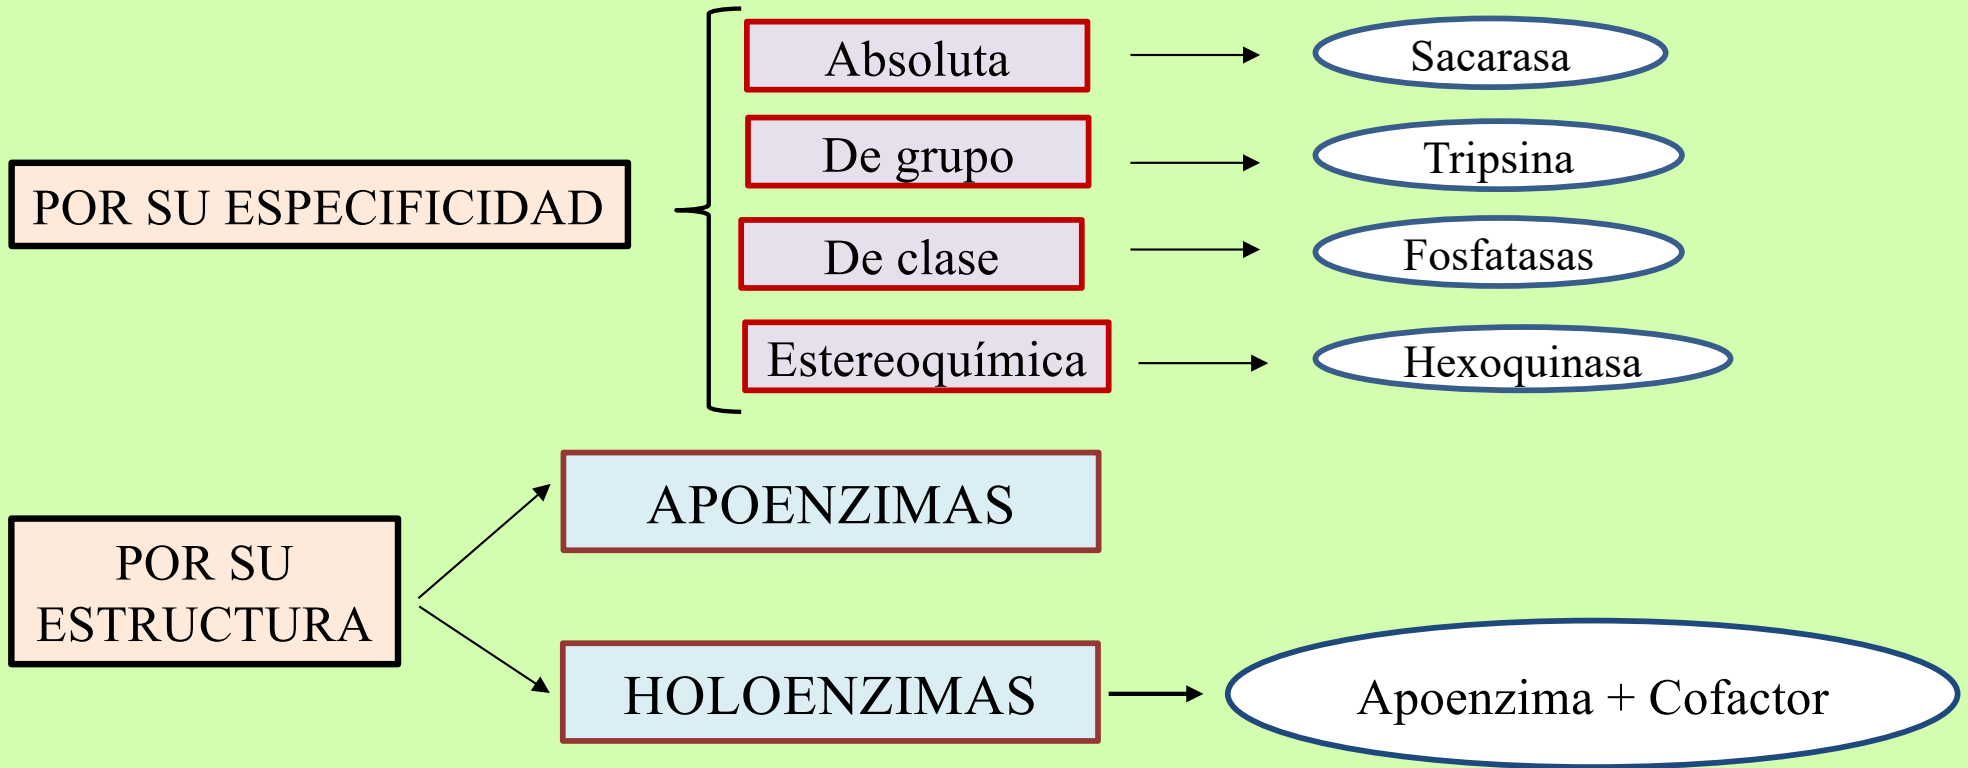 POR SU ESPECIFICIDAD
Absoluta
Sacarasa
De grupo
Tripsina
De clase
Fosfatasas
Estereoquímica
Hexoquinasa
POR SU
ESTRUCTURA
APOENZIMAS
HOLOENZIMAS
Apoenzima + Cofactor